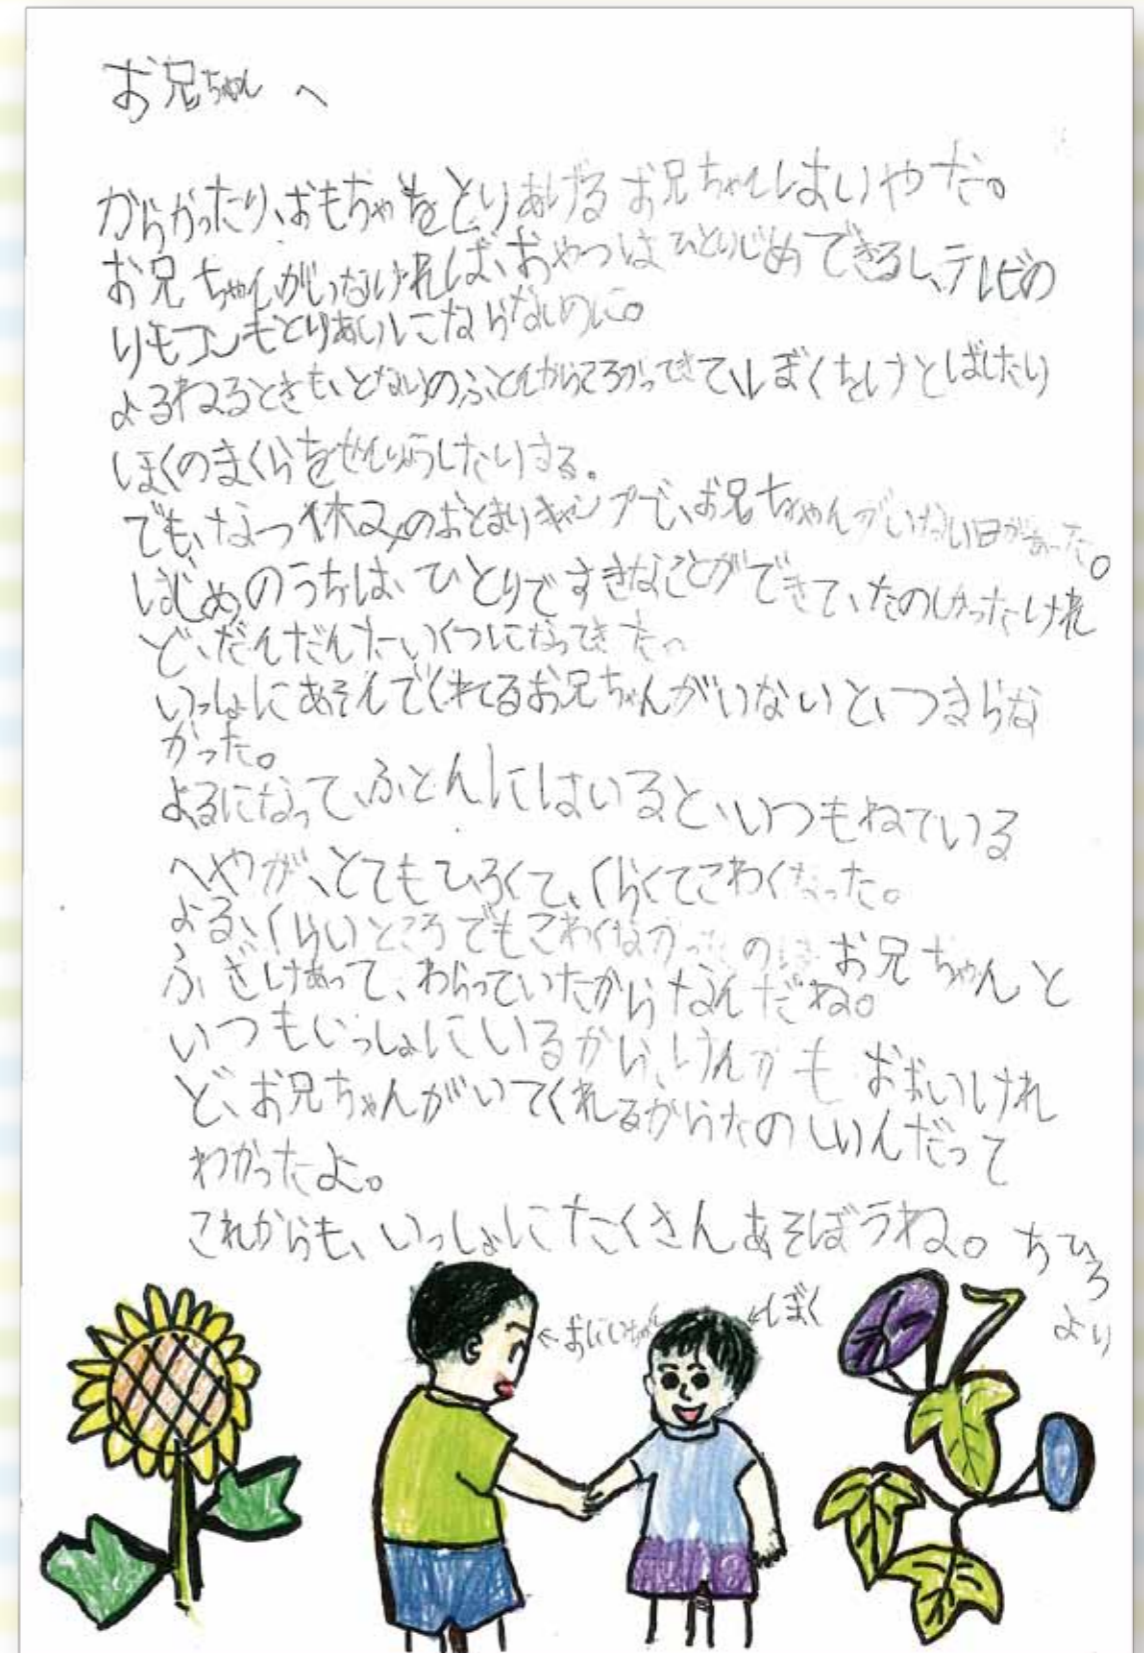 お兄ちゃんへ
からかったり、おもちゃをとりあげるお兄ちゃんはいやだ。
お兄ちゃんがいなければ、おやつはひとりじめできるし、テレビの
リモコンもとりあいにならないのに。
よるねるときも、となりのふとんからころがってきて、ぼくをけとばしたり
ぼくのまくらをせんりょうしたりする。
でも、なつ休みのおとまりキャンプで、お兄ちゃんがいない日があった。
はじめのうちは、ひとりですきなことができて、たのしかったけれ
ど、だんだんたいくつになってきた。
いっしょにあそんでくれてるお兄ちゃんがいないと、つまらな
かった。
よるになって、ふとんにはいると、いつもねている
へやが、とてもひろくて、くらくてこわくなった。
よる、くらいところでもこわくなかったのはお兄ちゃんと
ふざけあって、わらっていたからなんだね。
いつもいっしょにいるから、けんかもおおいけれ
ど、お兄ちゃんがいてくれるからたのしいんだって
わかったよ。
これからも、いっしょにたくさんあそぼうね。
ちひろ
より
←おにいちゃん
←ぼく